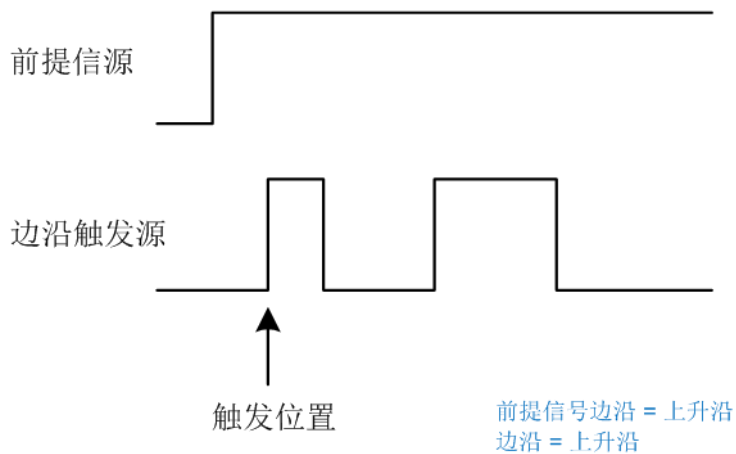 前提信源
边沿触发源
触发位置
前提信号边沿 = 上升沿
边沿 = 上升沿